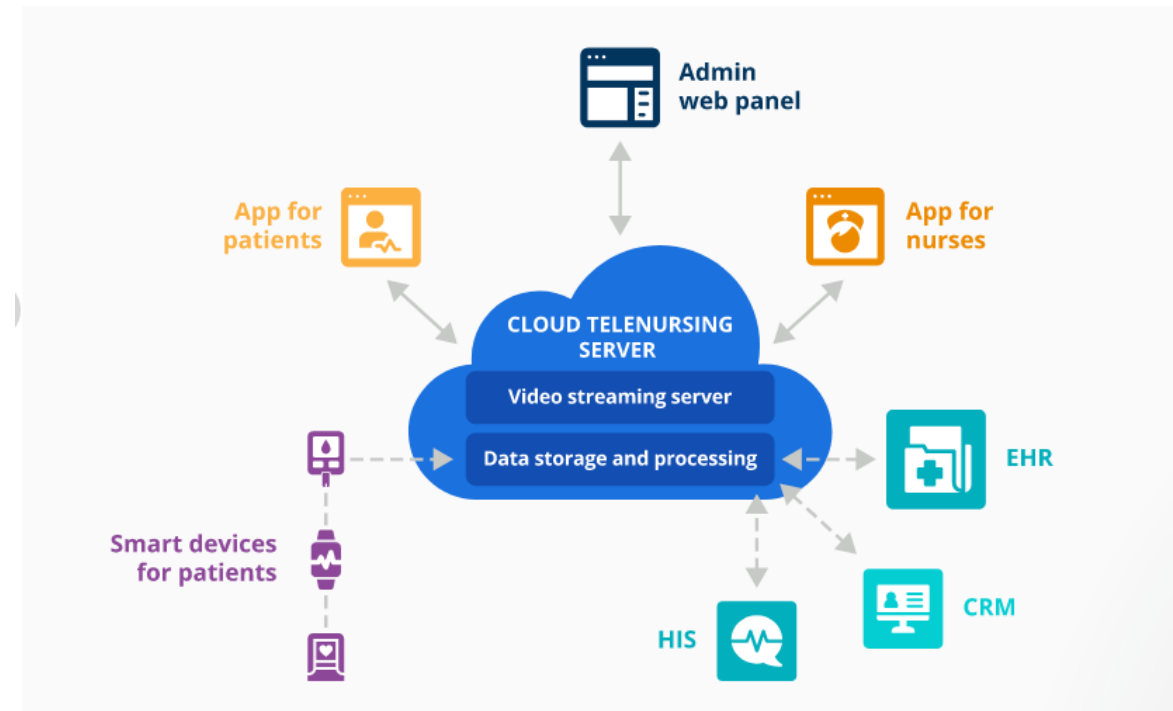 Admin
web panel
App for
patients
App for
nurses
CLOUD TELENURSING
SERVER
Video streaming server
Data storage and processing
EHR
Smart devices
for patients
CRM
HIS